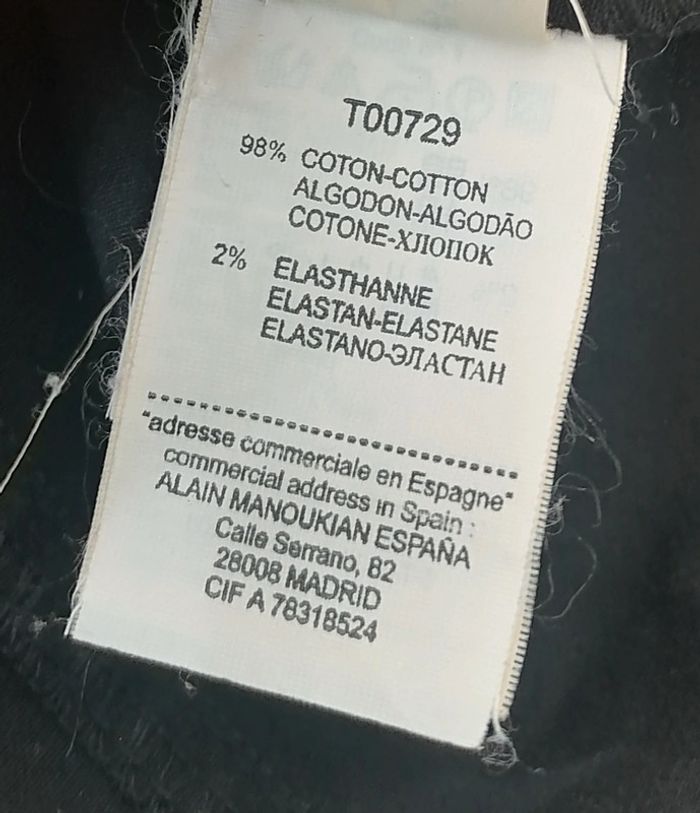 T00729
98% COTON-COTTON
ALGODON-ALGODÃO
COTONE-ХЛОПОК
2% ELASTHANNE
ELASTAN-ELASTANE
ELASTANO-ЭЛАСТАН
"adresse commerciale en Espagne"
commercial address in Spain :
ALAIN MANOUKIAN ESPAÑA
Calle Serrano, 82
28008 MADRID
CIF A 78318524